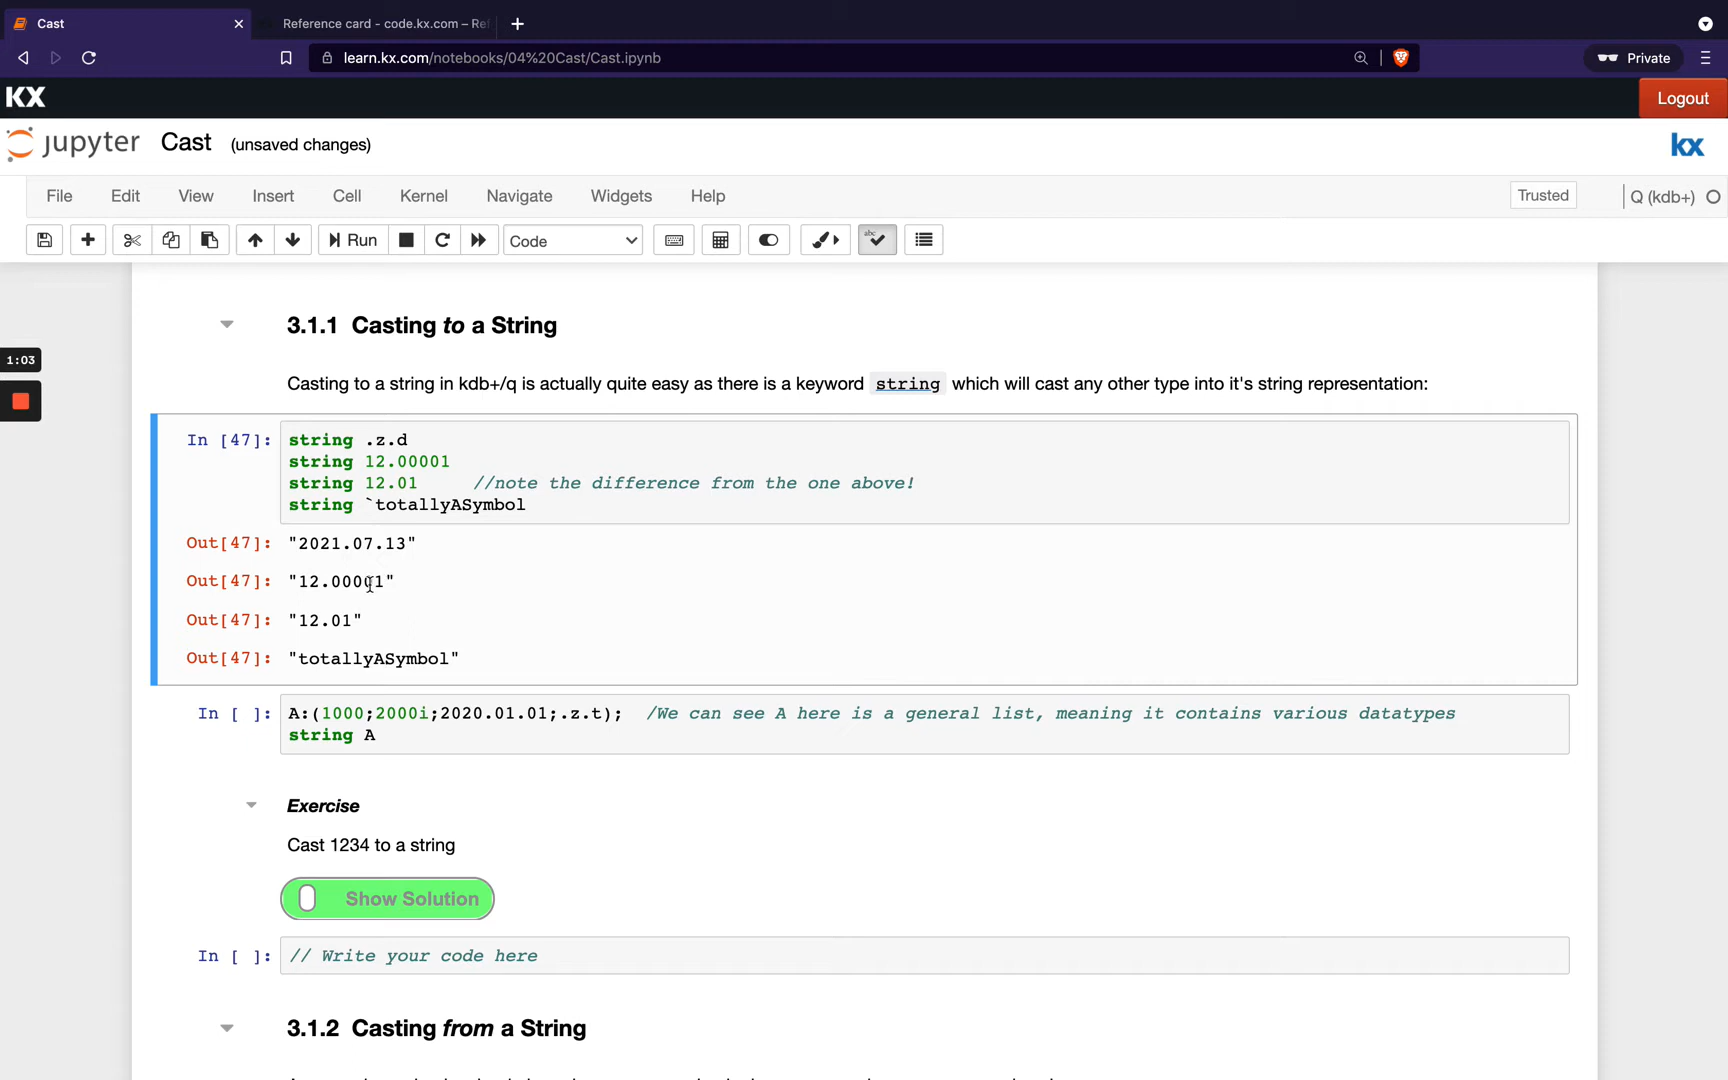 Cast
Reference card - code.kx.com – Re
learn.kx.com/notebooks/04%20Cast/Cast.ipynb
Private
KX
Logout
jupyter Cast (unsaved changes)
kx
File Edit View Insert Cell Kernel Navigate Widgets Help
Trusted
Q (kdb+)
Run
Code
abc
3.1.1 Casting to a String
1:03
Casting to a string in kdb+/q is actually quite easy as there is a keyword string which will cast any other type into it's string representation:
In [47]: string .z.d
string 12.00001
string 12.01 //note the difference from the one above!
string `totallyASymbol
Out[47]: "2021.07.13"
Out[47]: "12.00001"
Out[47]: "12.01"
Out[47]: "totallyASymbol"
In [ ]: A:(1000;2000i;2020.01.01;.z.t); /We can see A here is a general list, meaning it contains various datatypes
string A
Exercise
Cast 1234 to a string
Show Solution
In [ ]: // Write your code here
3.1.2 Casting from a String